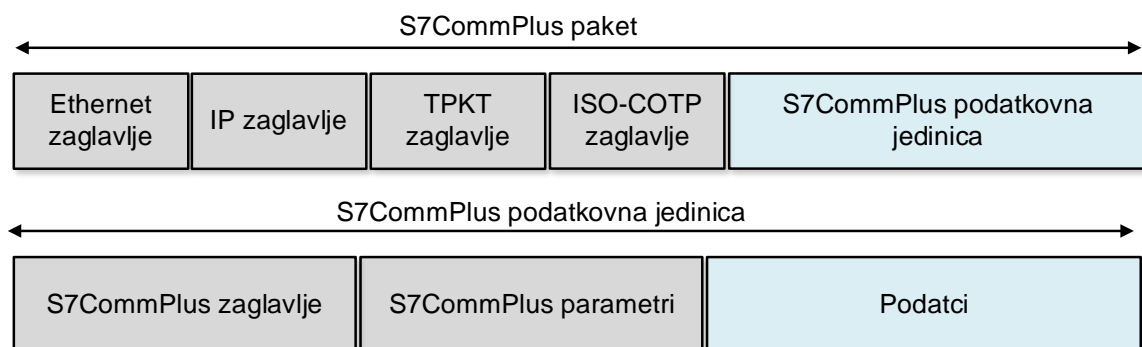 S7CommPlus paket
Ethernet
zaglavlje
IP zaglavlje
TPKT
zaglavlje
ISO-COTP
zaglavlje
S7CommPlus podatkovna
jedinica
S7CommPlus podatkovna jedinica
S7CommPlus zaglavlje
S7CommPlus parametri
Podatci